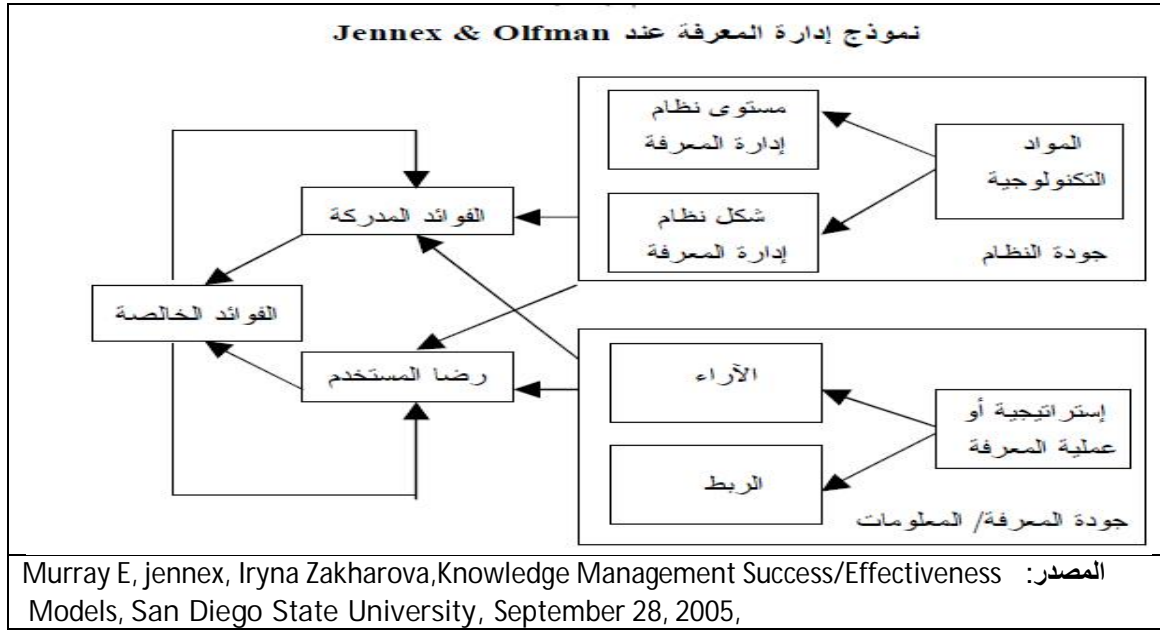 نموذج إدارة المعرفة عند Jennex & Olfman
مستوى نظام
إدارة المعرفة
المواد
التكنولوجية
شكل نظام
إدارة المعرفة
جودة النظام
الفوائد المدركة
الفوائد الخالصة
رضا المستخدم
الآراء
إستراتيجية أو
عملية المعرفة
الربط
جودة المعرفة/ المعلومات
المصدر: Murray E, jennex, Iryna Zakharova,Knowledge Management Success/Effectiveness
Models, San Diego State University, September 28, 2005,